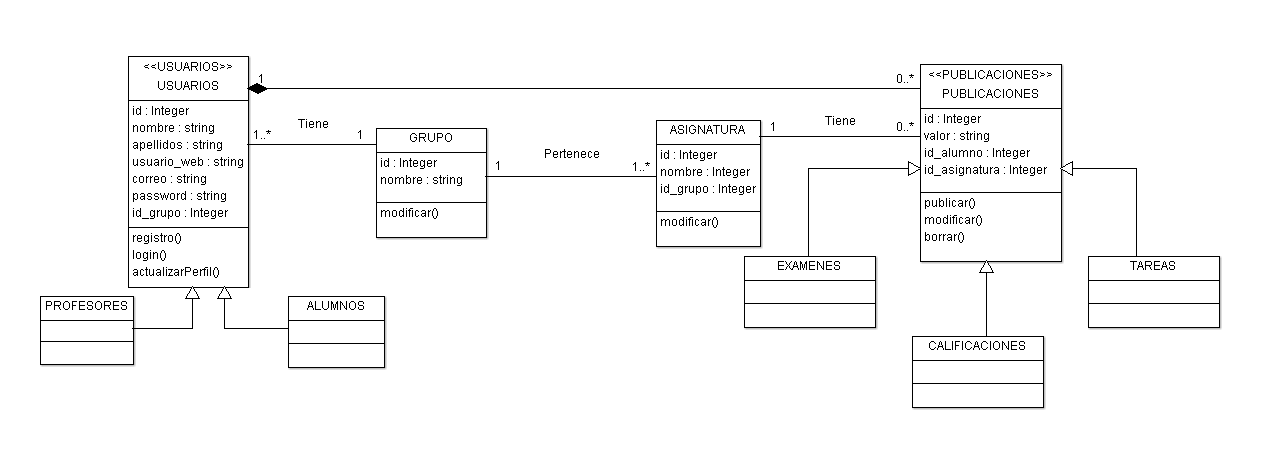 <<USUARIOS>>
USUARIOS
id : Integer
nombre : string
apellidos : string
usuario_web : string
correo : string
password : string
id_grupo : Integer
registro()
login()
actualizarPerfil()
1
0..*
1..*
Tiene
1
GRUPO
id : Integer
nombre : string
modificar()
1
Pertenece
1..*
ASIGNATURA
id : Integer
nombre : Integer
id_grupo : Integer
modificar()
1
Tiene
0..*
<<PUBLICACIONES>>
PUBLICACIONES
id : Integer
valor : string
id_alumno : Integer
id_asignatura : Integer
publicar()
modificar()
borrar()
PROFESORES
ALUMNOS
EXAMENES
TAREAS
CALIFICACIONES